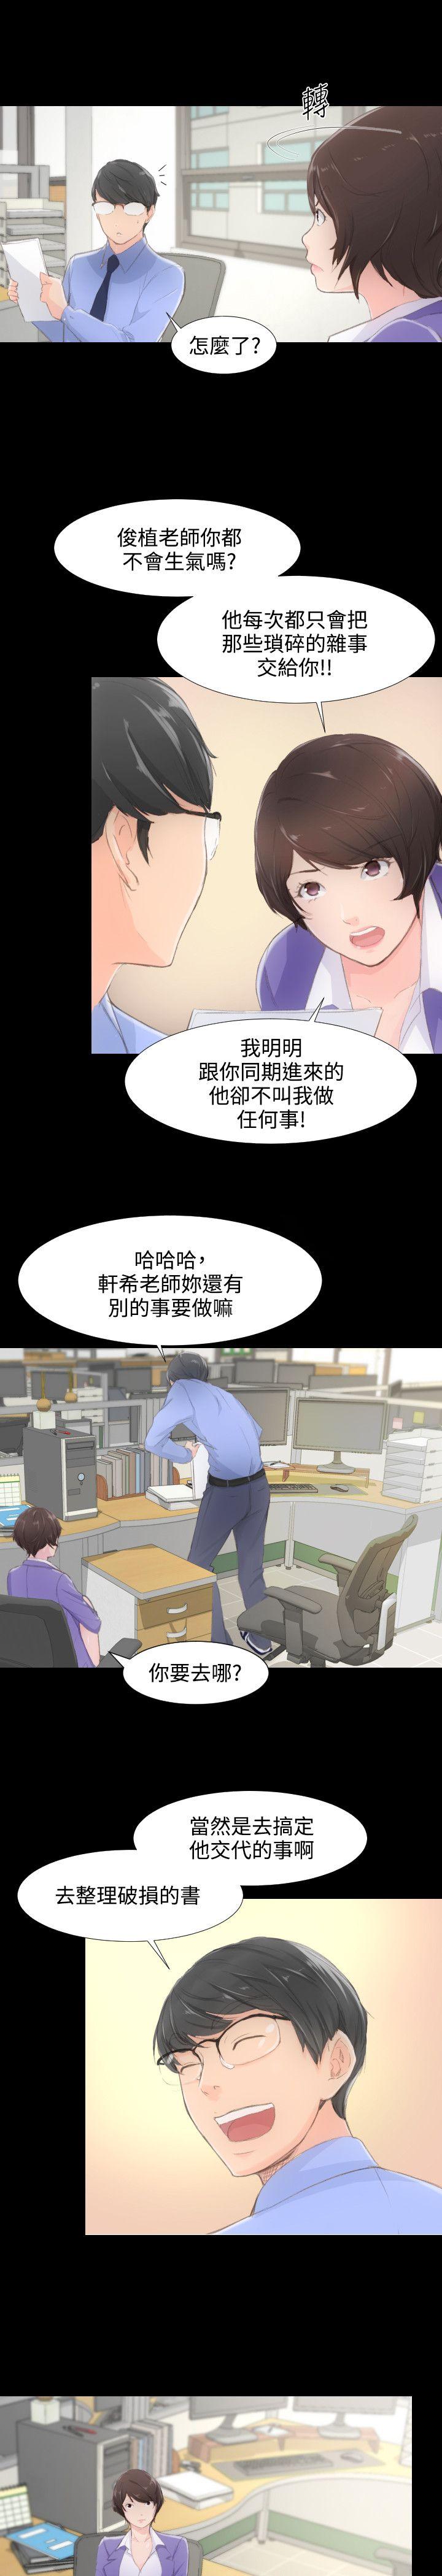 轉
怎麼了?
俊植老師你都
不會生氣嗎?
他每次都只會把
那些瑣碎的雜事
交給你!!
我明明
跟你同期進來的
他卻不叫我做
任何事!
哈哈哈,
軒希老師妳還有
別的事要做嘛
你要去哪?
當然是去搞定
他交代的事啊
去整理破損的書